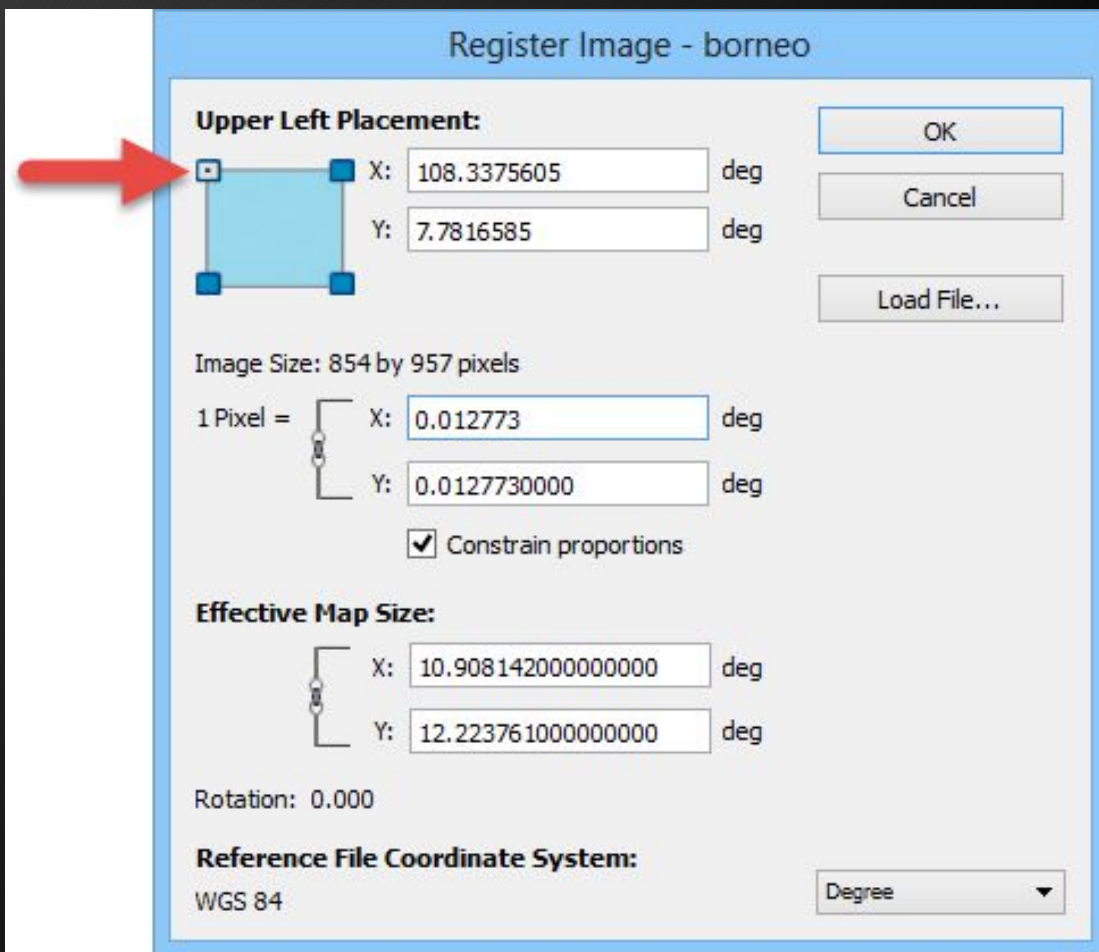 Register Image - borneo
Upper Left Placement:
OK
X: 108.3375605 deg
Cancel
Y: 7.7816585 deg
Load File...
Image Size: 854 by 957 pixels
1 Pixel = X: 0.012773 deg
Y: 0.0127730000 deg
Constrain proportions
Effective Map Size:
X: 10.908142000000000 deg
Y: 12.223761000000000 deg
Rotation: 0.000
Reference File Coordinate System:
WGS 84
Degree